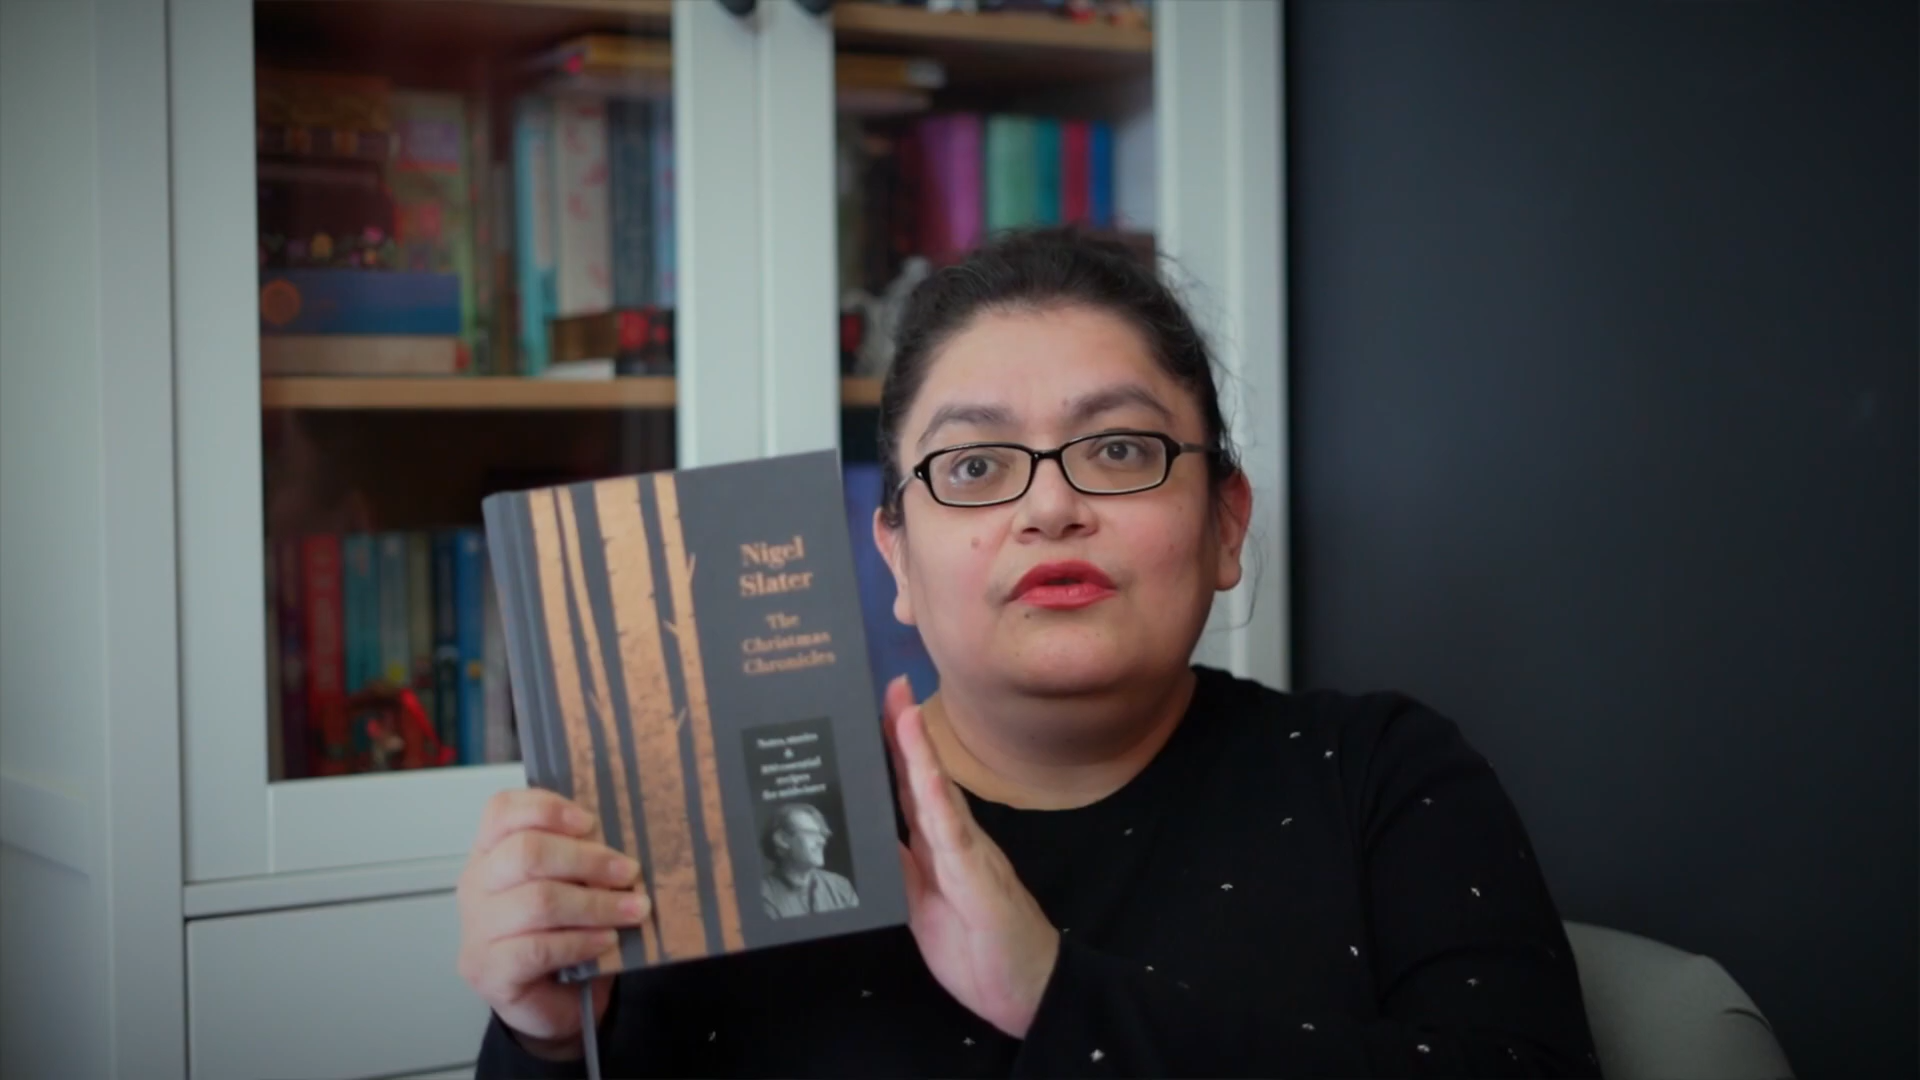 Nigel
Slater
The
Christmas
Chronicles
Notes, stories
&
100 essential
recipes
for midwinter